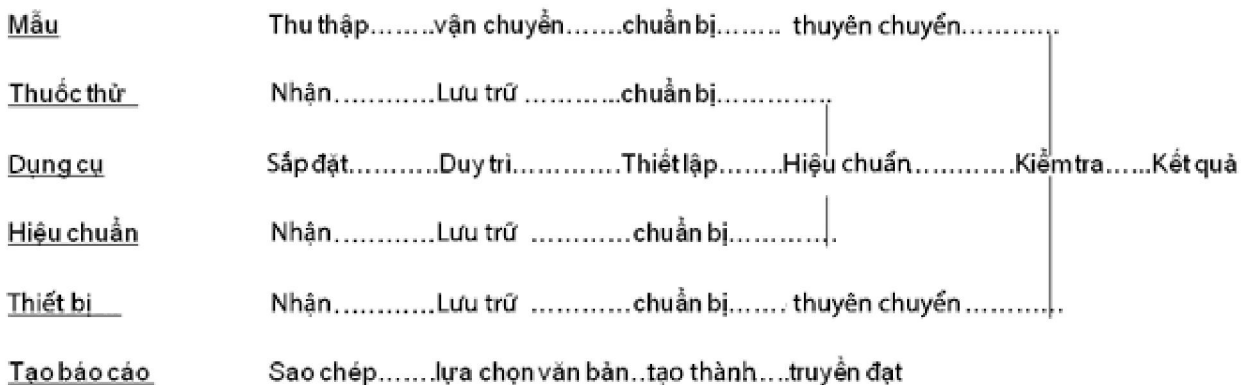 Mẫu Thu thập........vận chuyển.......chuẩn bị........ thuyên chuyển............
Thuốc thử Nhận............Lưu trữ ............chuẩn bị..............
Dụng cụ Sắp đặt...........Duy trì..............Thiết lập........Hiệu chuẩn.............Kiểm tra......Kết quả
Hiệu chuẩn Nhận............Lưu trữ .............chuẩn bị..............
Thiết bị Nhận............Lưu trữ .............chuẩn bị....... thuyên chuyển ............
Tạo báo cáo Sao chép.......lựa chọn văn bản..tạo thành....truyền đạt